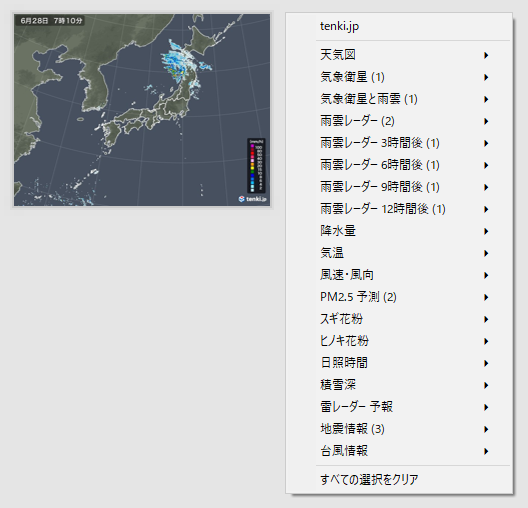 6月28日 7時10分
(mm/h)
tenki.jp
tenki.jp
天気図
気象衛星 (1)
気象衛星と雨雲 (1)
雨雲レーダー (2)
雨雲レーダー 3時間後 (1)
雨雲レーダー 6時間後 (1)
雨雲レーダー 9時間後 (1)
雨雲レーダー 12時間後 (1)
降水量
気温
風速・風向
PM2.5 予測 (2)
スギ花粉
ヒノキ花粉
日照時間
積雪深
雷レーダー 予報
地震情報 (3)
台風情報
すべての選択をクリア